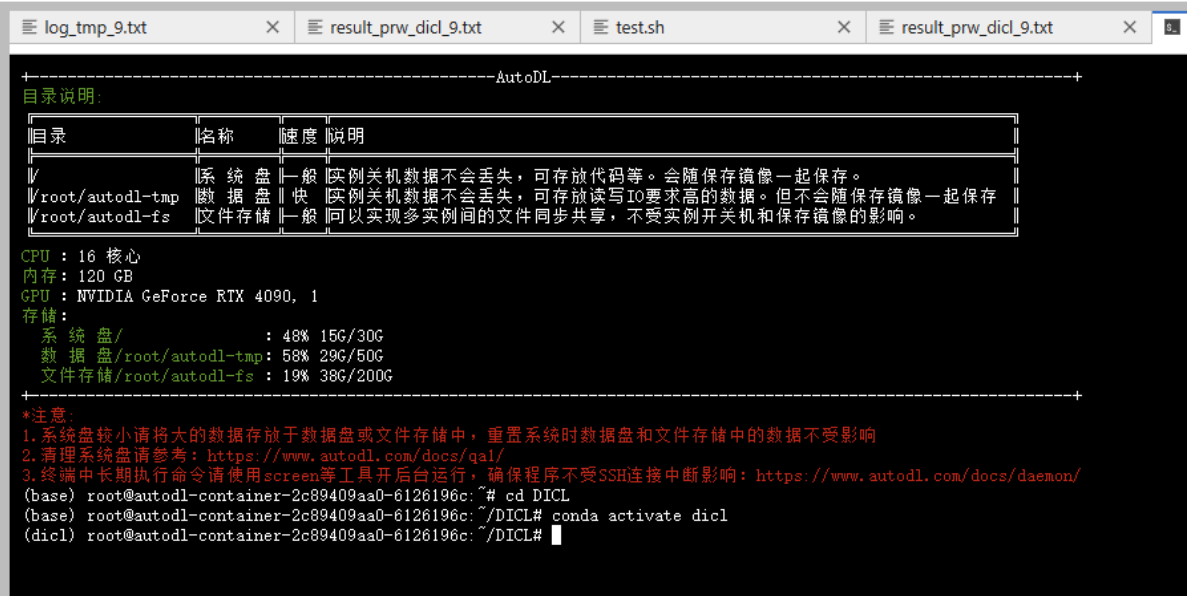 log_tmp_9.txt × result_prw_dicl_9.txt × test.sh × result_prw_dicl_9.txt ×
AutoDL
目录说明:
目录 名称 速度 说明
/ 系 统 盘 一般 实例关机数据不会丢失，可存放代码等。会随保存镜像一起保存。
/root/autodl-tmp 数 据 盘 快 实例关机数据不会丢失，可存放读写IO要求高的数据。但不会随保存镜像一起保存
/root/autodl-fs 文件存储 一般 可以实现多实例间的文件同步共享，不受实例开关机和保存镜像的影响。
CPU : 16 核心
内存: 120 GB
GPU : NVIDIA GeForce RTX 4090, 1
存储:
系 统 盘/ : 48% 15G/30G
数 据 盘/root/autodl-tmp: 58% 29G/50G
文件存储/root/autodl-fs : 19% 38G/200G
*注意:
1.系统盘较小请将大的数据存放于数据盘或文件存储中，重置系统时数据盘和文件存储中的数据不受影响
2.清理系统盘请参考: https://www.autodl.com/docs/qa1/
3.终端中长期执行命令请使用screen等工具开后台运行，确保程序不受SSH连接中断影响: https://www.autodl.com/docs/daemon/
(base) root@autodl-container-2c89409aa0-6126196c:~# cd DICL
(base) root@autodl-container-2c89409aa0-6126196c:~/DICL# conda activate dicl
(dicl) root@autodl-container-2c89409aa0-6126196c:~/DICL#